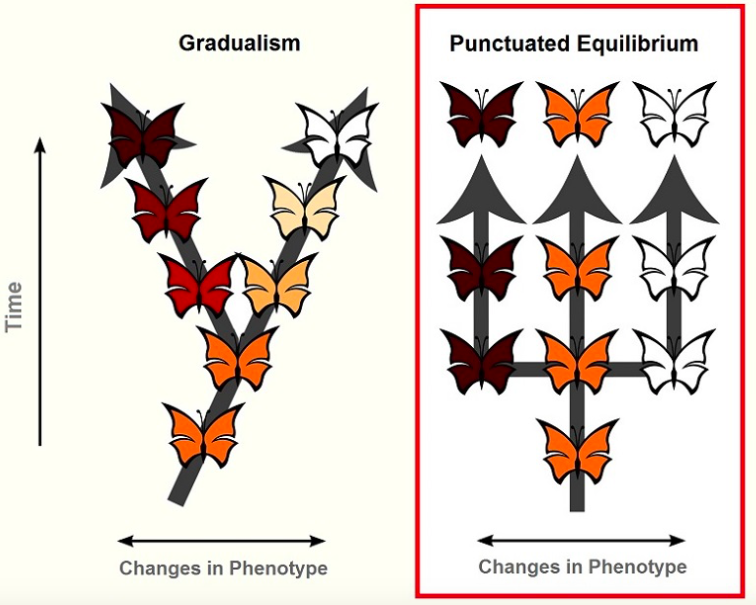 Gradualism
Punctuated Equilibrium
Time
Changes in Phenotype
Changes in Phenotype